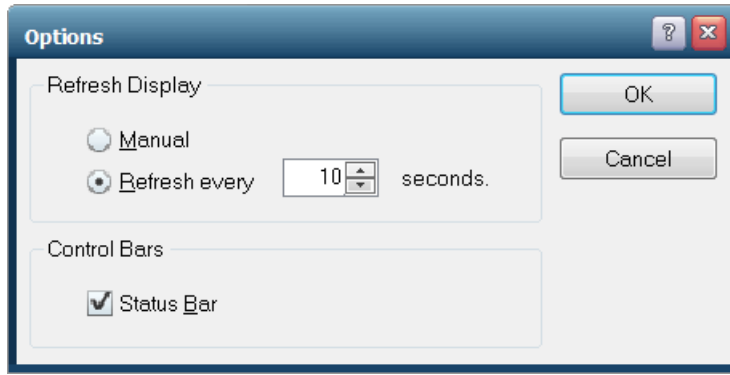 Options
Refresh Display
Manual
Refresh every 10 seconds.
Control Bars
Status Bar
OK
Cancel